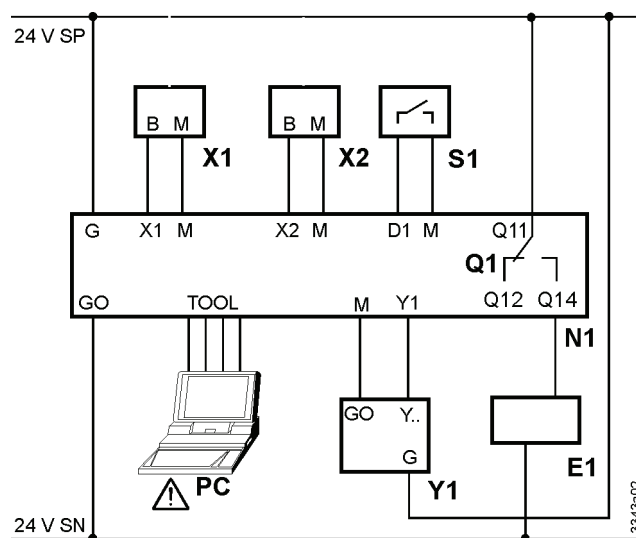 24 V SP
B M
B M
X1
X2
S1
G X1 M X2 M D1 M Q11
Q1
GO TOOL M Y1 Q12 Q14
N1
GO Y..
G
E1
PC
Y1
24 V SN
3343a02